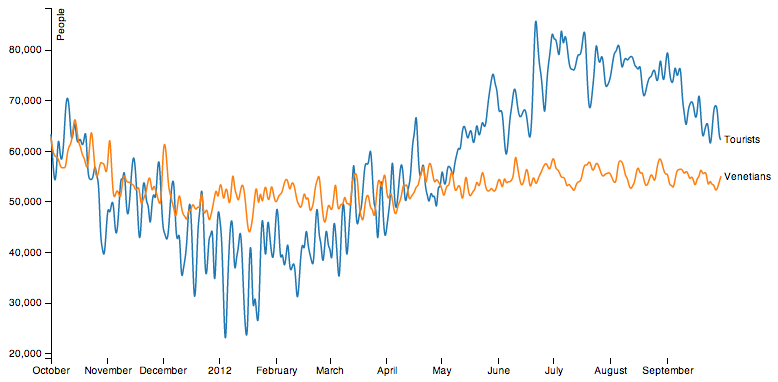 People
80,000
70,000
60,000
50,000
40,000
30,000
20,000
Tourists
Venetians
October November December 2012 February March April May June July August September